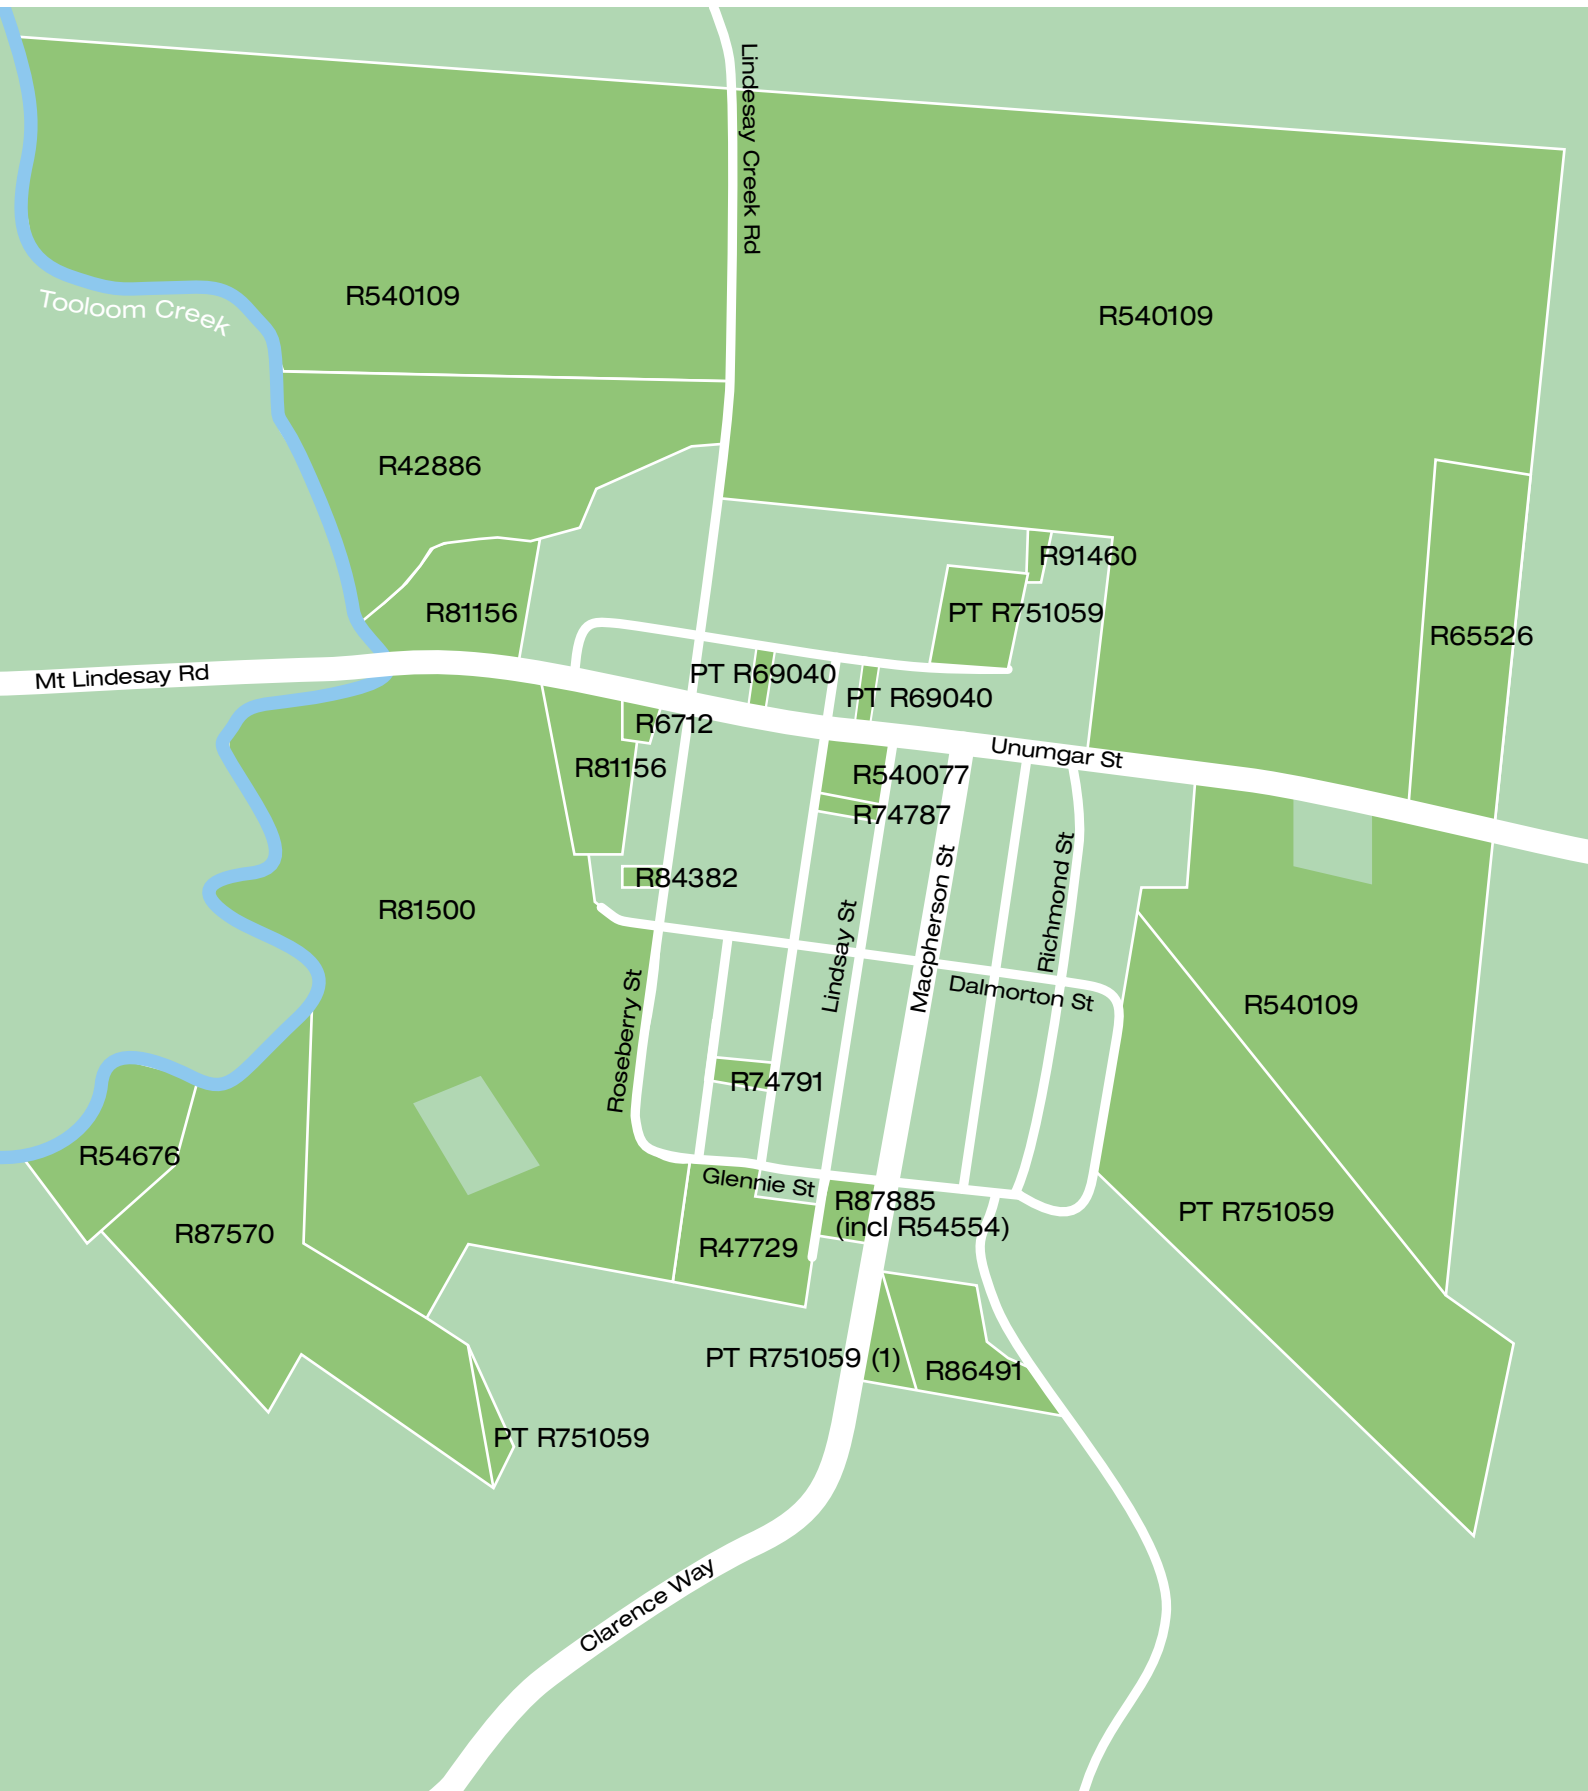 Lindesay Creek Rd
R540109
Tooloom Creek
R540109
R42886
R91460
R81156
PT R751059
R65526
Mt Lindesay Rd
PT R69040
PT R69040
R6712
Unumgar St
R81156
R540077
R74787
R84382
R81500
Macpherson St
Richmond St
Lindsay St
Dalmorton St
R540109
Roseberry St
R74791
R54676
Glennie St
R87885
(incl R54554)
PT R751059
R87570
R47729
PT R751059 (1)
R86491
PT R751059
Clarence Way